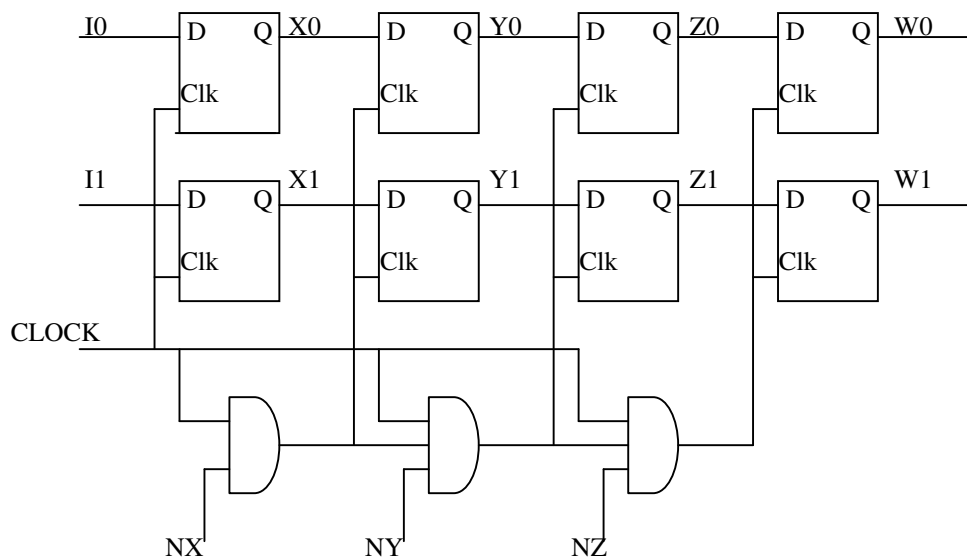 I0 X0 Y0 Z0 W0
D Q D Q D Q D Q
Clk Clk Clk Clk
I1 X1 Y1 Z1 W1
D Q D Q D Q D Q
Clk Clk Clk Clk
CLOCK
NX NY NZ